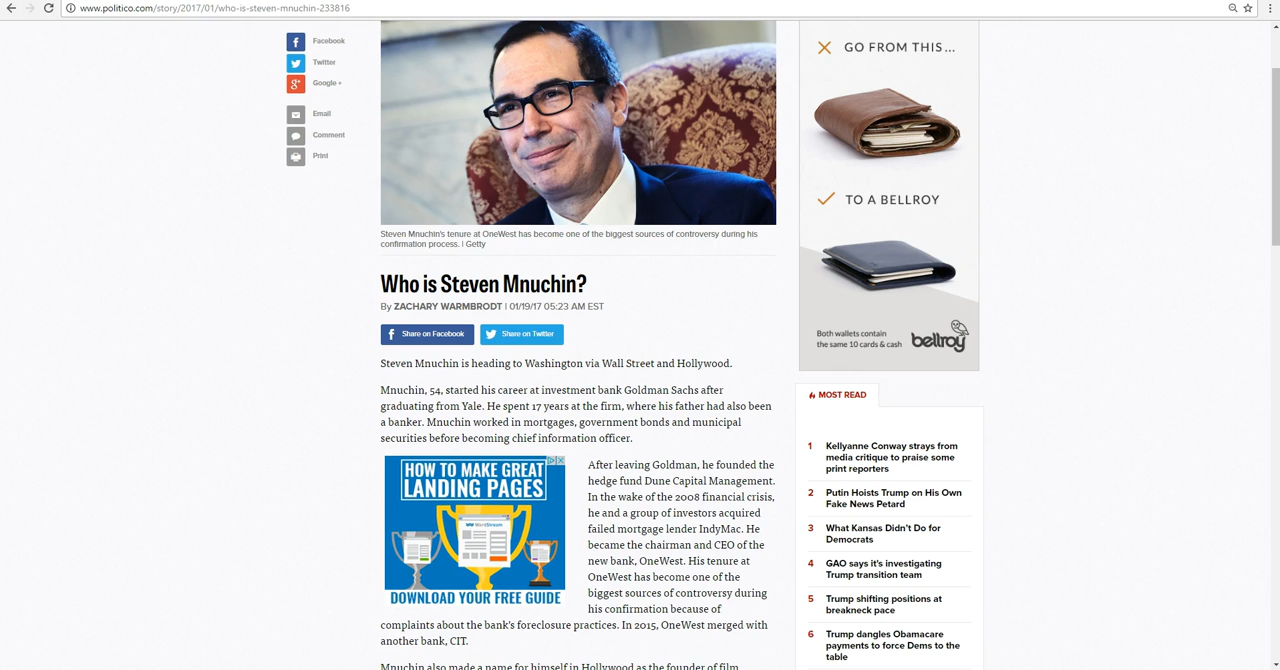 www.politico.com/story/2017/01/who-is-steven-mnuchin-233816
Facebook
Twitter
Google +
Email
Comment
Print
Steven Mnuchin's tenure at OneWest has become one of the biggest sources of controversy during his
confirmation process. | Getty
Who is Steven Mnuchin?
By ZACHARY WARMBRODT | 01/19/17 05:23 AM EST
Share on Facebook
Share on Twitter
Steven Mnuchin is heading to Washington via Wall Street and Hollywood.
Mnuchin, 54, started his career at investment bank Goldman Sachs after
graduating from Yale. He spent 17 years at the firm, where his father had also been
a banker. Mnuchin worked in mortgages, government bonds and municipal
securities before becoming chief information officer.
HOW TO MAKE GREAT
LANDING PAGES
WordStream
DOWNLOAD YOUR FREE GUIDE
After leaving Goldman, he founded the
hedge fund Dune Capital Management.
In the wake of the 2008 financial crisis,
he and a group of investors acquired
failed mortgage lender IndyMac. He
became the chairman and CEO of the
new bank, OneWest. His tenure at
OneWest has become one of the
biggest sources of controversy during
his confirmation because of
complaints about the bank's foreclosure practices. In 2015, OneWest merged with
another bank, CIT.
Mnuchin also made a name for himself in Hollywood as the founder of film
GO FROM THIS...
TO A BELLROY
Both wallets contain
the same 10 cards & cash
bellroy
MOST READ
1 Kellyanne Conway strays from
media critique to praise some
print reporters
2 Putin Hoists Trump on His Own
Fake News Petard
3 What Kansas Didn't Do for
Democrats
4 GAO says it's investigating
Trump transition team
5 Trump shifting positions at
breakneck pace
6 Trump dangles Obamacare
payments to force Dems to the
table